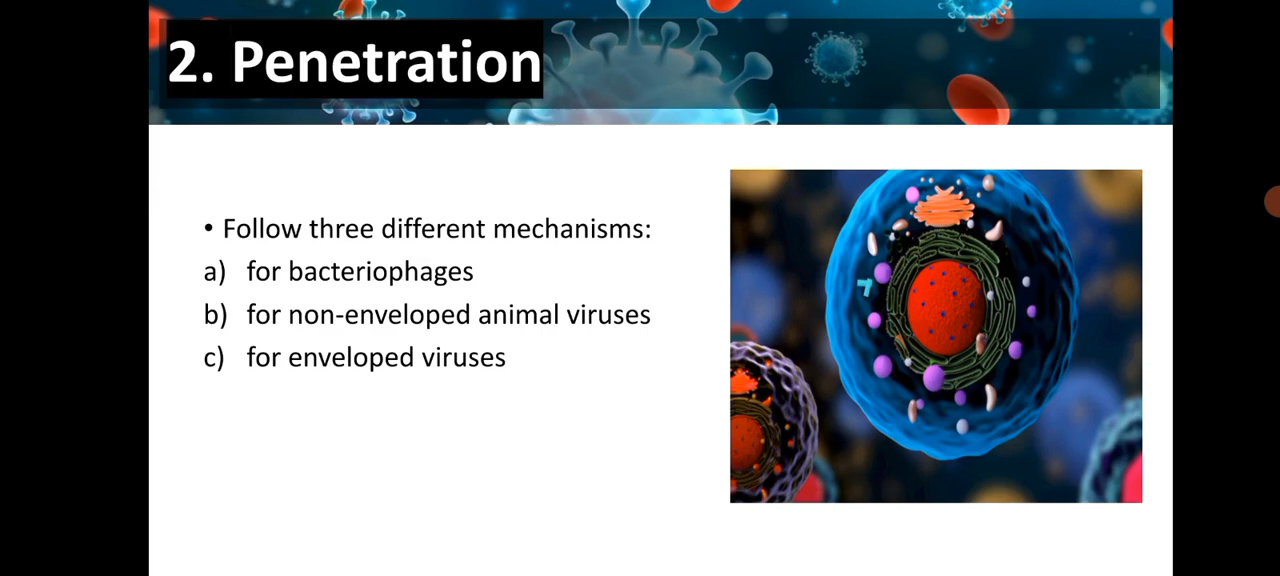 2. Penetration
• Follow three different mechanisms:
a) for bacteriophages
b) for non-enveloped animal viruses
c) for enveloped viruses